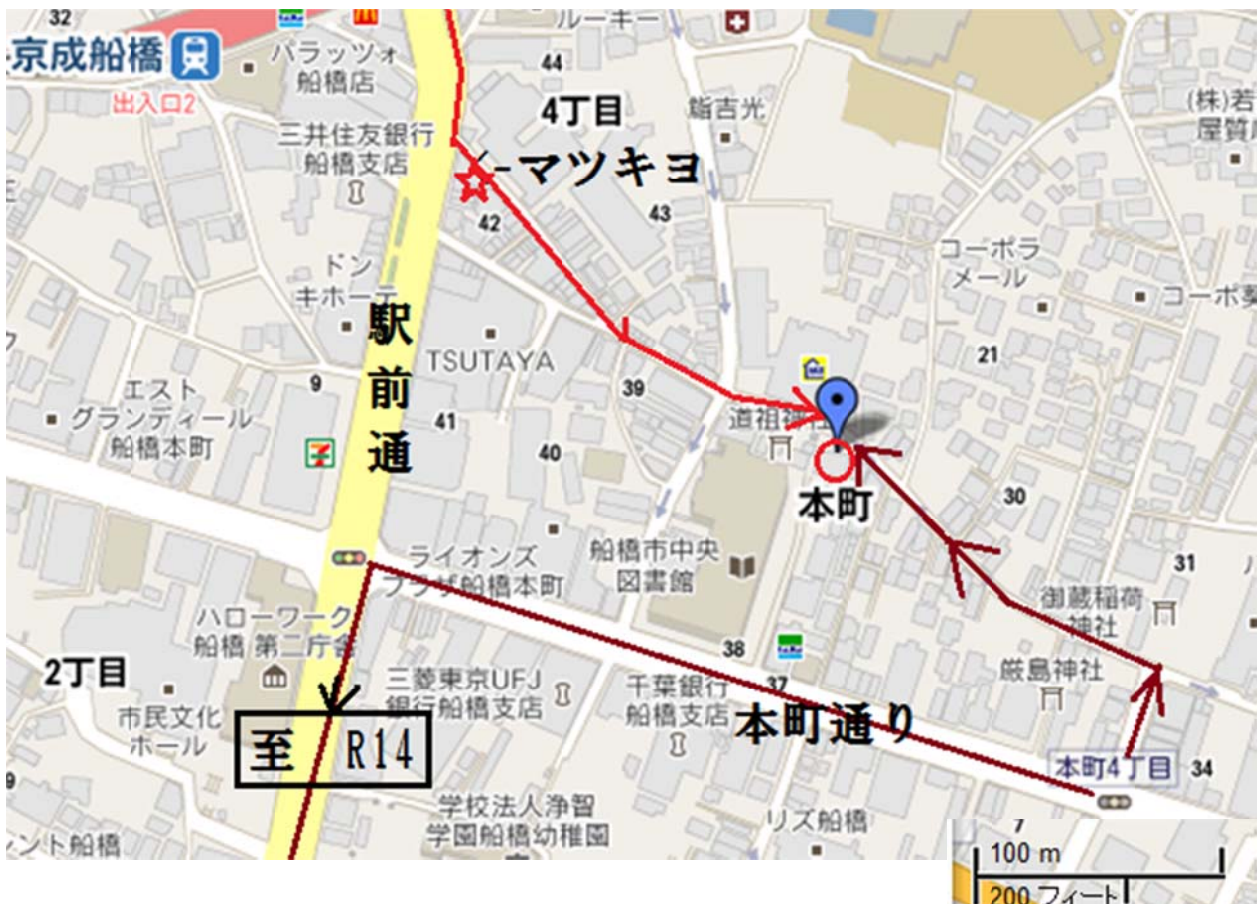 32
京成船橋
出入口2
パラッツォ
船橋店
ルーキー
44
4丁目
鮨吉光
(株)若
屋質
三井住友銀行
船橋支店
マツキヨ
42
43
ドン
キホーテ
駅前通
TSUTAYA
コーポラ
メール
コーポ葵
21
9
エスト
グランディール
船橋本町
41
39
40
道祖神社
本町
30
31
ライオンズ
プラザ船橋本町
船橋市中央
図書館
御蔵稲荷
神社
厳島神社
ハローワーク
船橋 第二庁舎
2丁目
市民文化
ホール
三菱東京UFJ
銀行船橋支店
38
37
千葉銀行
船橋支店
本町通り
至 R14
本町4丁目
34
学校法人浄智
学園船橋幼稚園
リズ船橋
ント船橋
7
100 m
200 フィート